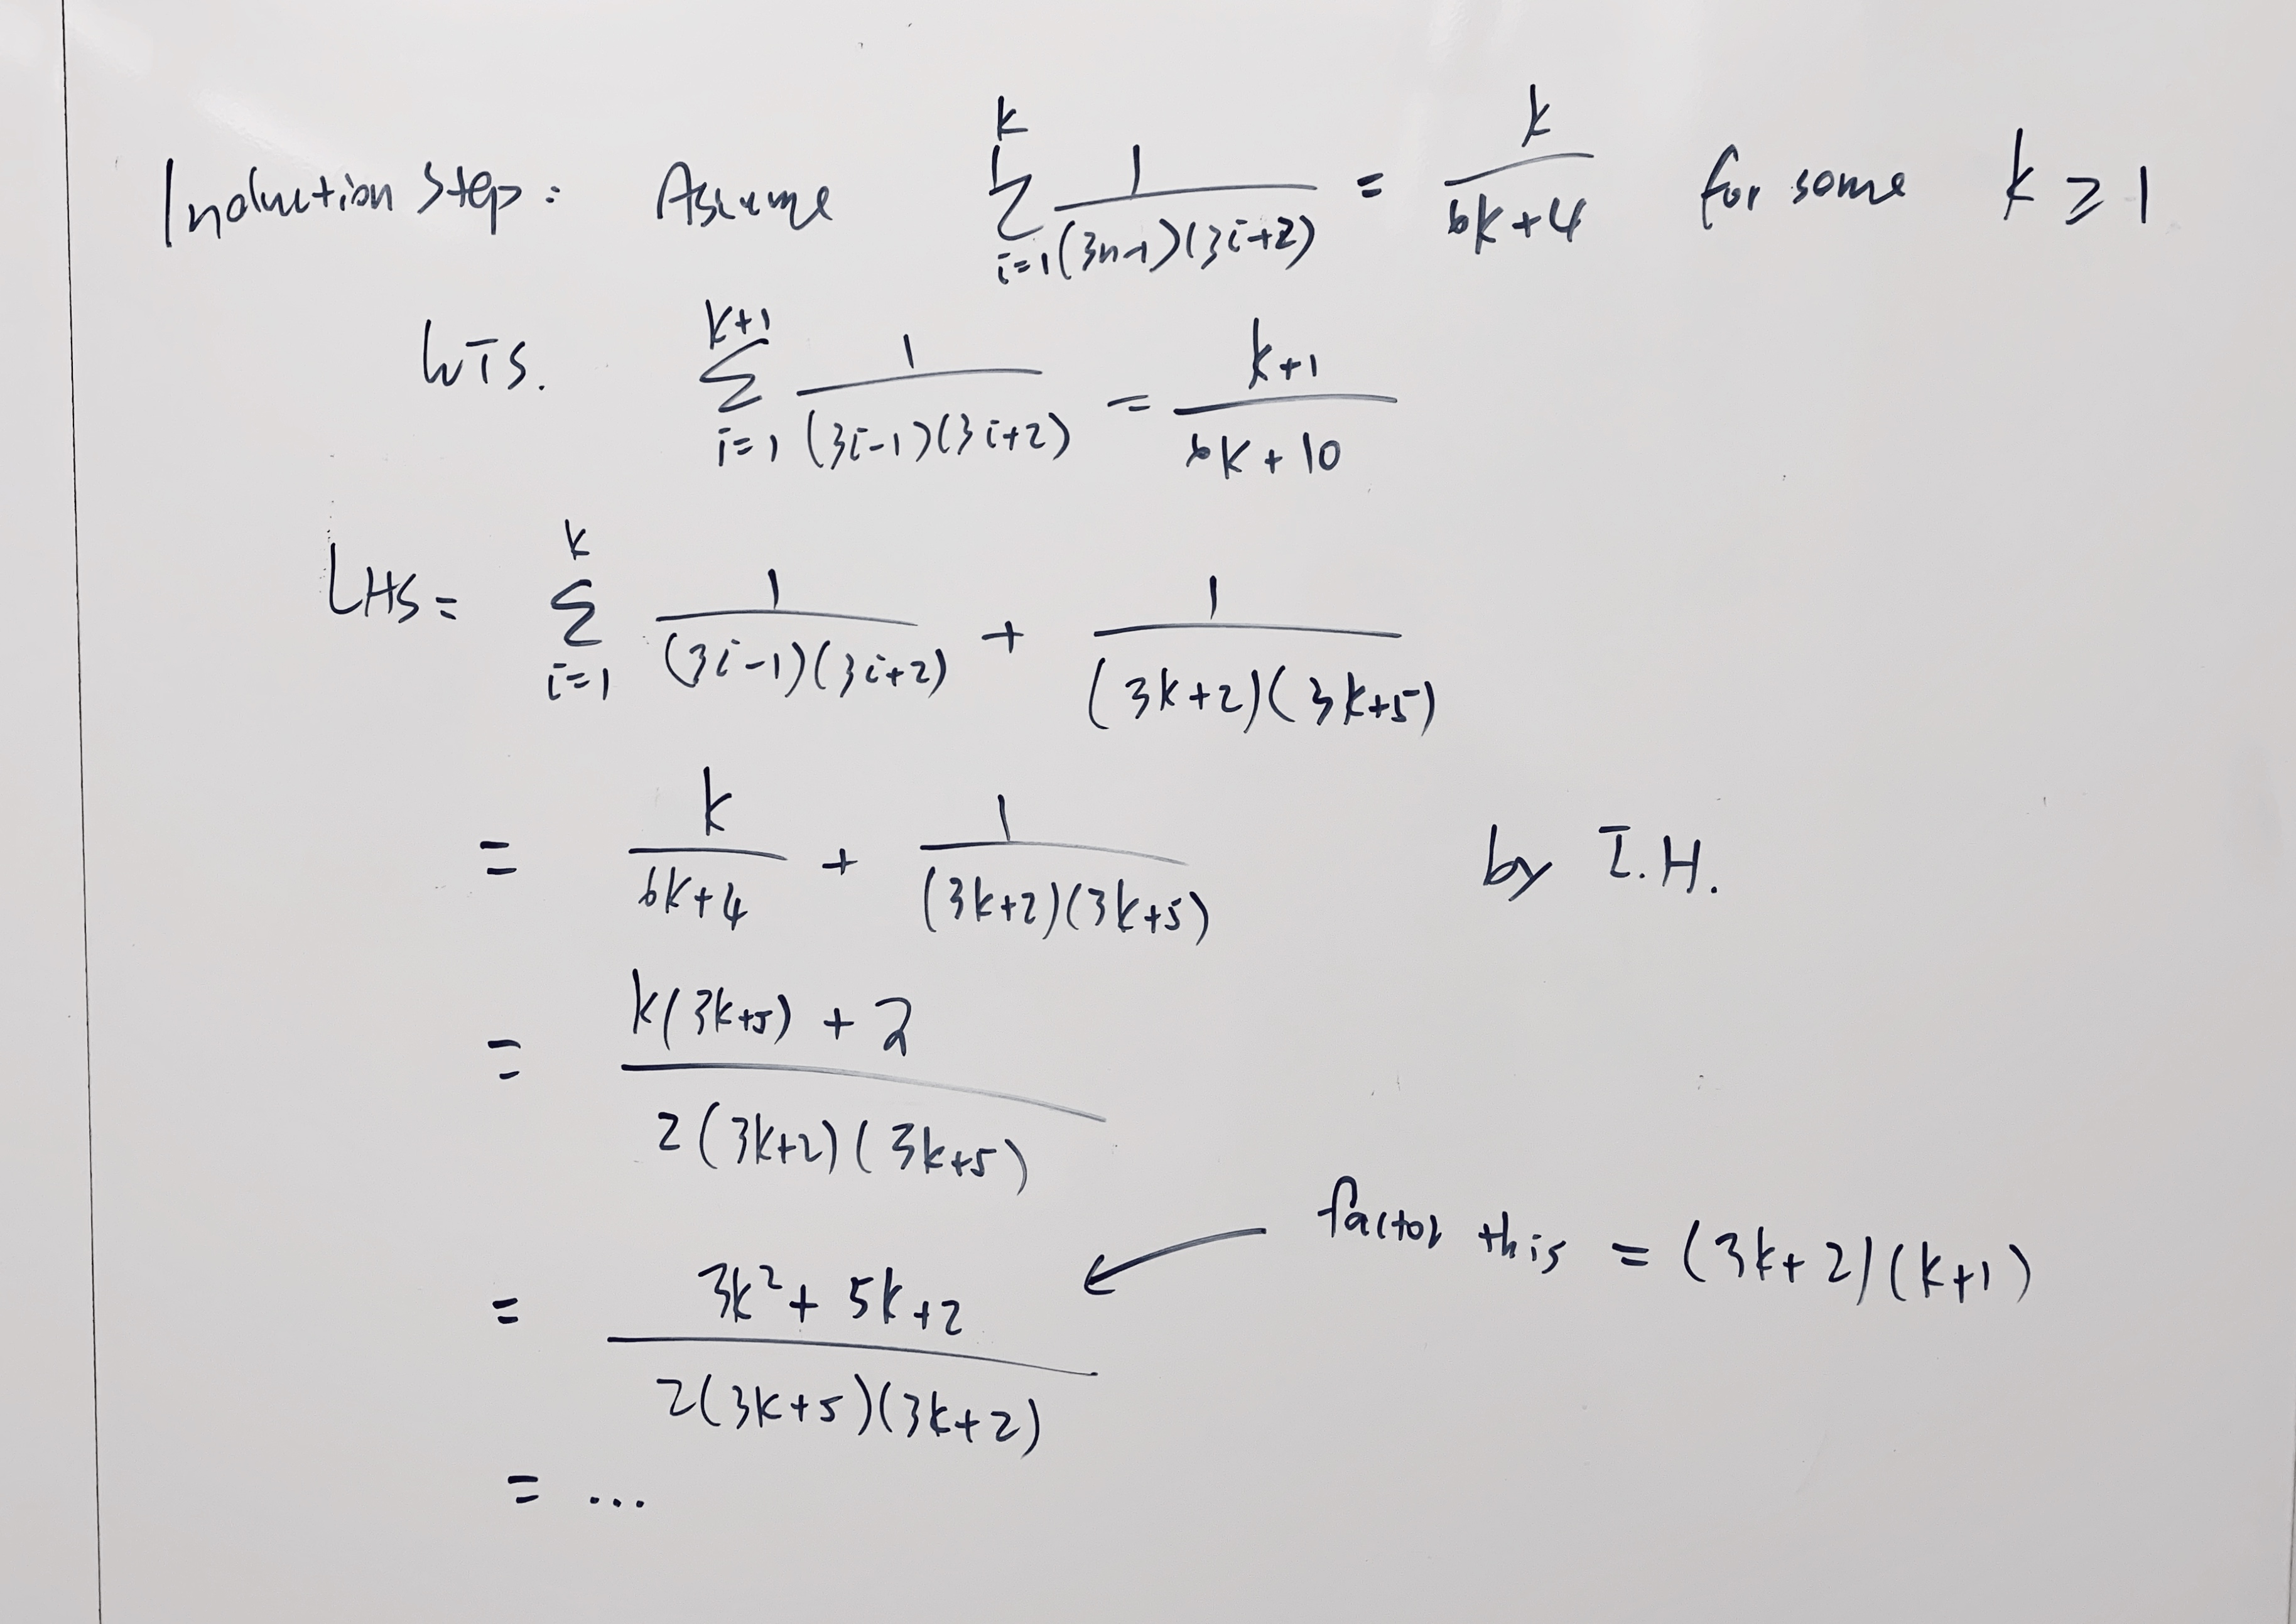 Induction Step: Assume \sum_{i=1}^{k} \frac{1}{(3n-1)(3i+2)} = \frac{k}{6k+4} for some k ≥ 1
WTS. \sum_{i=1}^{k+1} \frac{1}{(3i-1)(3i+2)} = \frac{k+1}{6k+10}
LHS = \sum_{i=1}^{k} \frac{1}{(3i-1)(3i+2)} + \frac{1}{(3k+2)(3k+5)}
= \frac{k}{6k+4} + \frac{1}{(3k+2)(3k+5)} by I.H.
= \frac{k(3k+5)+2}{2(3k+2)(3k+5)}
factor this = (3k+2)(k+1)
= \frac{3k^2+5k+2}{2(3k+5)(3k+2)}
= ...